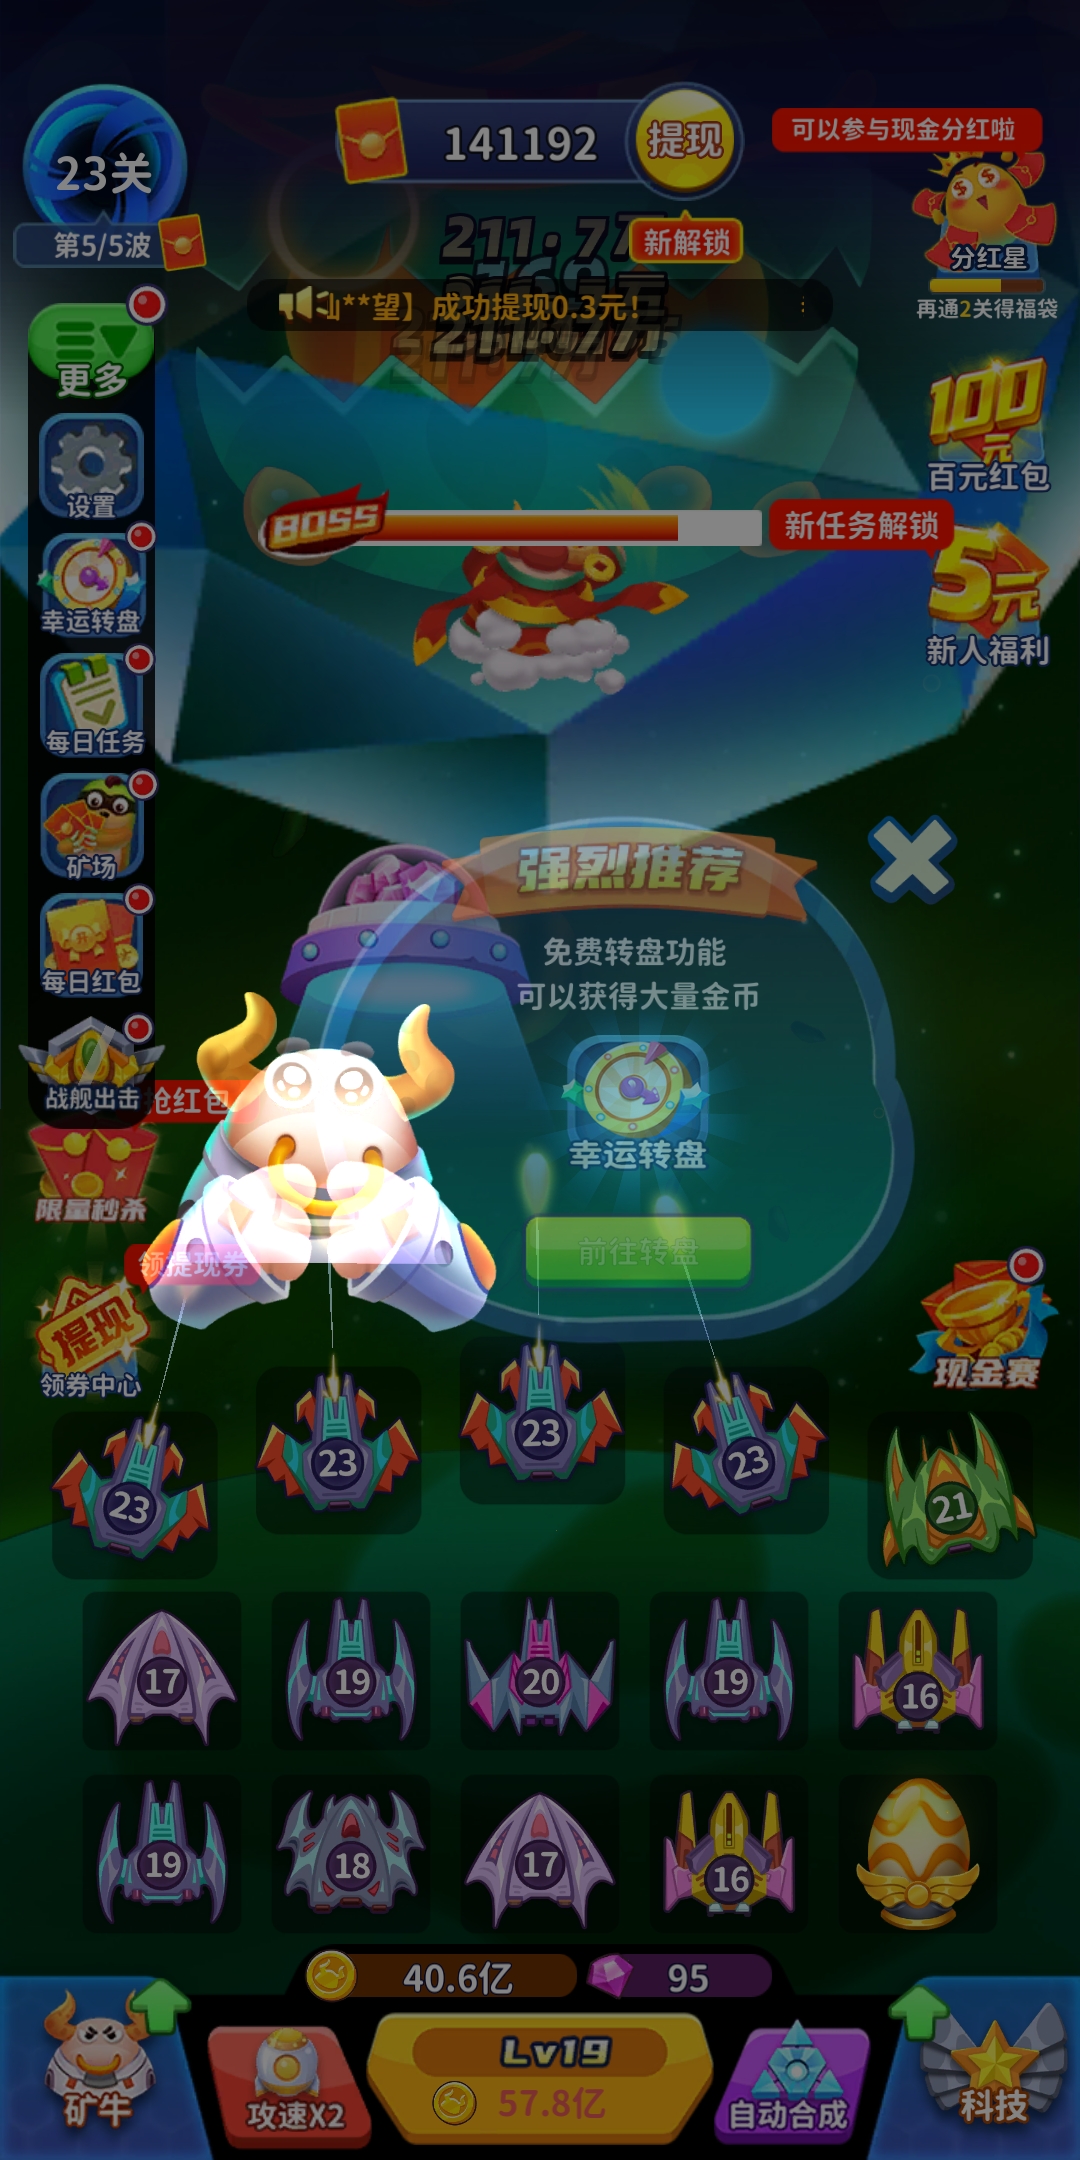 23关
第5/5波
141192
提现
可以参与现金分红啦
新解锁
分红星
再通2关得福袋
211.7万
望】成功提现0.3元!
211.7万
更多
100
元
百元红包
设置
BOSS
新任务解锁
5元
新人福利
幸运转盘
每日任务
矿场
强烈推荐
免费转盘功能
可以获得大量金币
每日红包
战舰出击
抢红包
幸运转盘
限量秒杀
前往转盘
领提现券
提现
领券中心
现金赛
23
23
23
23
21
17
19
20
19
16
19
18
17
16
40.6亿
95
矿牛
攻速X2
Lv19
57.8亿
自动合成
科技